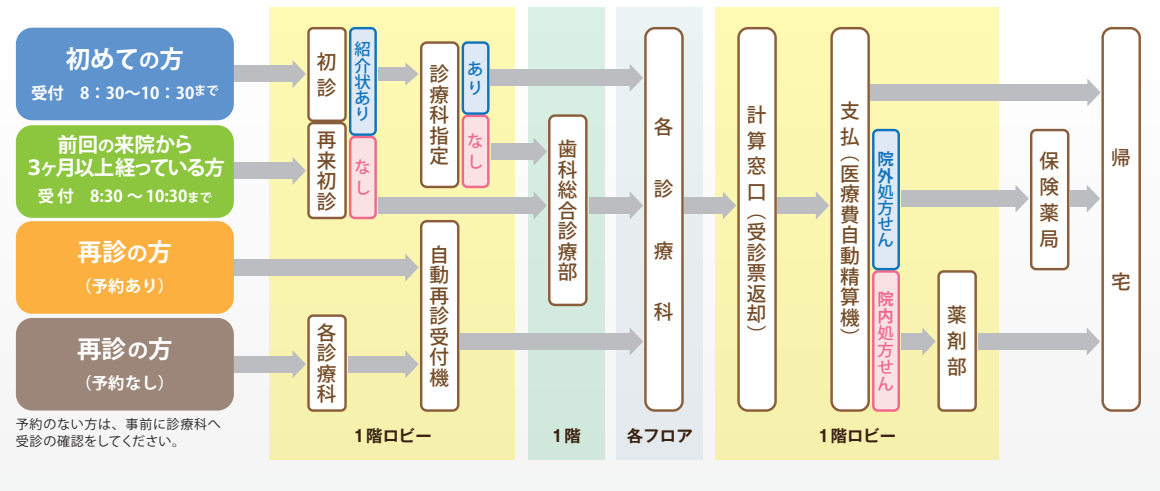 初めての方
受付　8：30～10：30まで
前回の来院から
3ヶ月以上経っている方
受 付　8:30 ～ 10:30まで
再診の方
（予約あり）
再診の方
（予約なし）
予約のない方は、事前に診療科へ
受診の確認をしてください。
初診
紹介状あり
再来初診
なし
診療科指定
あり
なし
自動再診受付機
各診療科
1階ロビー
歯科総合診療部
1階
各診療科
各フロア
計算窓口（受診票返却）
支払（医療費自動精算機）
院外処方せん
院内処方せん
薬剤部
1階ロビー
保険薬局
帰宅